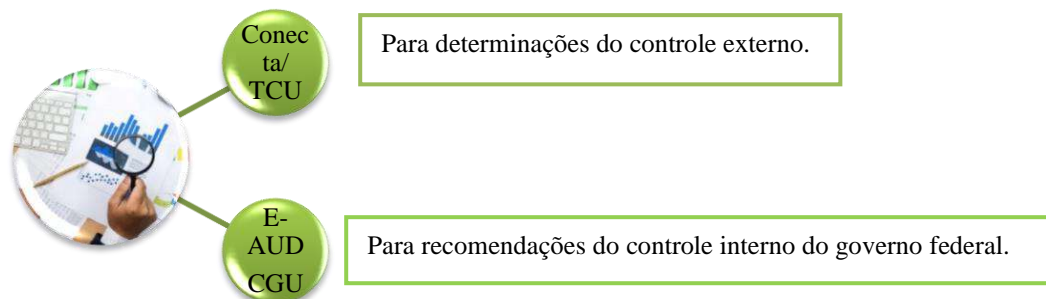 Conec
ta/
TCU
Para determinações do controle externo.
E-
AUD
CGU
Para recomendações do controle interno do governo federal.